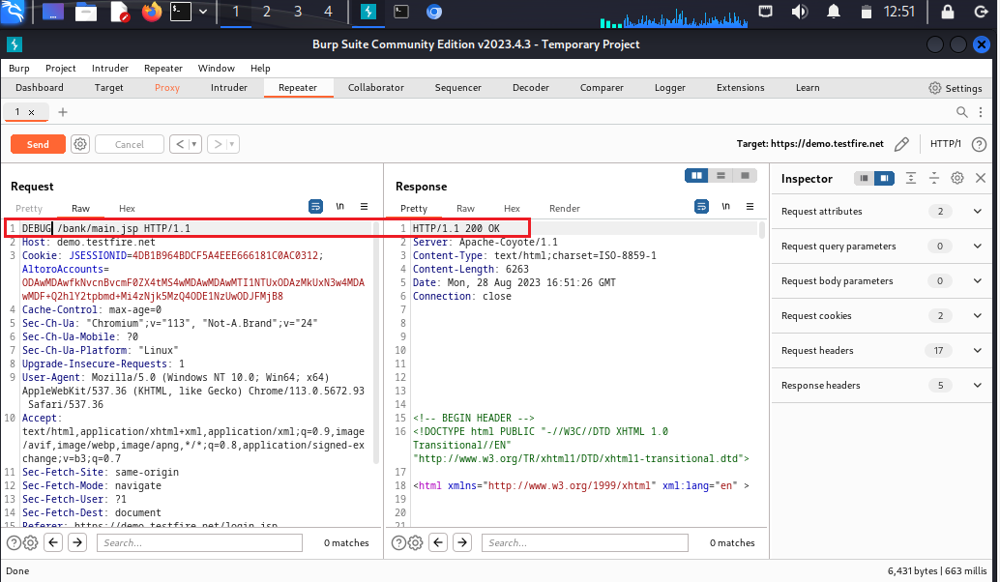 1 2 3 4 12:51
Burp Suite Community Edition v2023.4.3 - Temporary Project
Burp Project Intruder Repeater Window Help
Dashboard Target Proxy Intruder Repeater Collaborator Sequencer Decoder Comparer Logger Extensions Learn Settings
1 × +
Send Cancel < > Target: https://demo.testfire.net HTTP/1 ?
Request
Pretty Raw Hex \n
1 DEBUG /bank/main.jsp HTTP/1.1
2 Host: demo.testfire.net
3 Cookie: JSESSIONID=4DB1B964BDCF5A4EEE666181C0AC0312;
AltoroAccounts=
ODAwMDAwfkNvcnBvcmF0ZX4tMS4wMDAwMDAwMTI1NTUxODAzMkUxN3w4MDA
wMDF+Q2hlY2tpbmd+Mi4zNjk5MzQ4ODE1NzUwODJFMjB8
4 Cache-Control: max-age=0
5 Sec-Ch-Ua: "Chromium";v="113", "Not-A.Brand";v="24"
6 Sec-Ch-Ua-Mobile: ?0
7 Sec-Ch-Ua-Platform: "Linux"
8 Upgrade-Insecure-Requests: 1
9 User-Agent: Mozilla/5.0 (Windows NT 10.0; Win64; x64)
AppleWebKit/537.36 (KHTML, like Gecko) Chrome/113.0.5672.93
Safari/537.36
10 Accept:
text/html,application/xhtml+xml,application/xml;q=0.9,image
/avif,image/webp,image/apng,*/*;q=0.8,application/signed-ex
change;v=b3;q=0.7
11 Sec-Fetch-Site: same-origin
12 Sec-Fetch-Mode: navigate
13 Sec-Fetch-User: ?1
14 Sec-Fetch-Dest: document
15 Referer: https://demo.testfire.net/login.jsp
? Search... 0 matches
Response
Pretty Raw Hex Render \n
1 HTTP/1.1 200 OK
2 Server: Apache-Coyote/1.1
3 Content-Type: text/html;charset=ISO-8859-1
4 Content-Length: 6263
5 Date: Mon, 28 Aug 2023 16:51:26 GMT
6 Connection: close
7
8
9
10
11
12
13
14
15 <!-- BEGIN HEADER -->
16 <!DOCTYPE html PUBLIC "-//W3C//DTD XHTML 1.0
Transitional//EN"
"http://www.w3.org/TR/xhtml1/DTD/xhtml1-transitional.dtd">
17
18 <html xmlns="http://www.w3.org/1999/xhtml" xml:lang="en" >
19
20
21
? Search... 0 matches
Inspector
Request attributes 2
Request query parameters 0
Request body parameters 0
Request cookies 2
Request headers 17
Response headers 5
Done 6,431 bytes | 663 millis